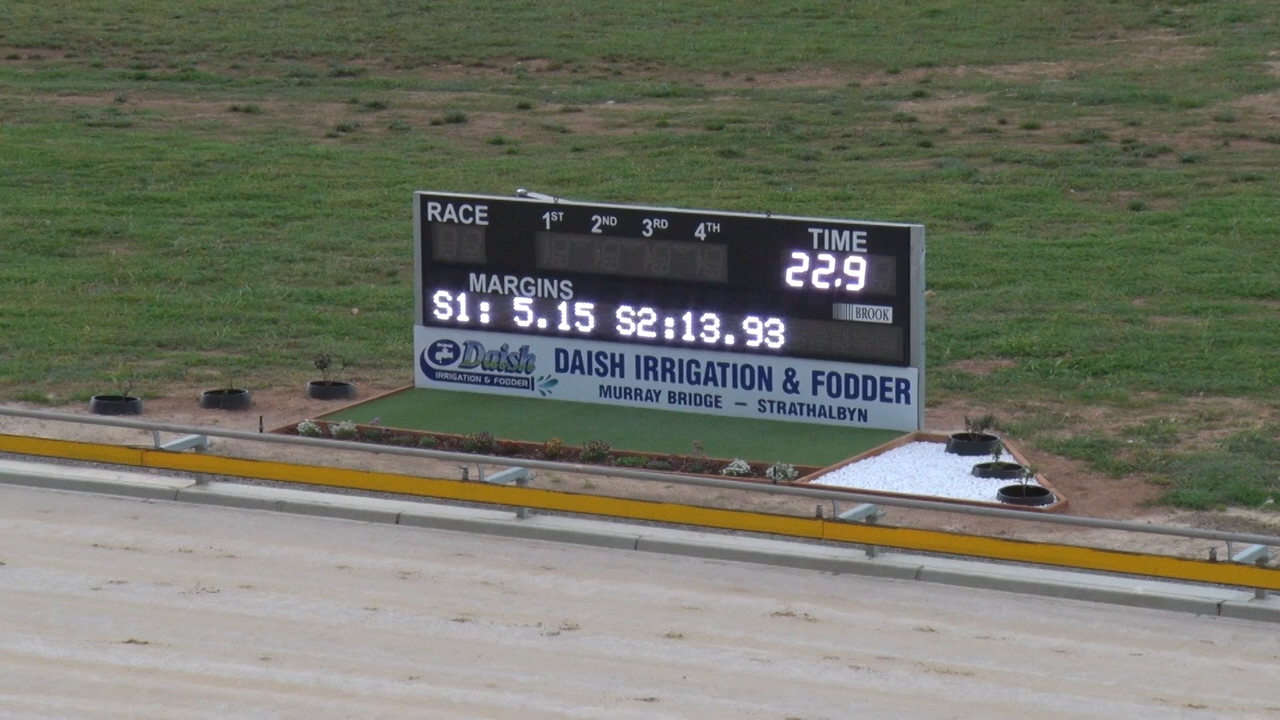 RACE 1ST 2ND 3RD 4TH TIME
22.9
MARGINS
S1: 5.15 S2:13.93
BROOK
Daish
IRRIGATION & FODDER
DAISH IRRIGATION & FODDER
MURRAY BRIDGE – STRATHALBYN